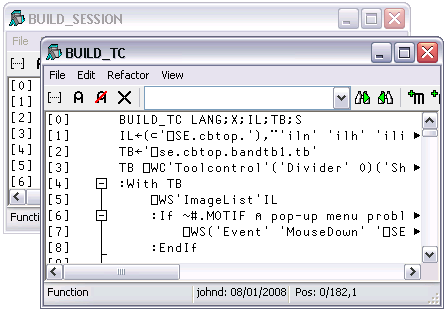 BUILD_SESSION
File
[0]
[1]
[2]
[3]
[4]
[5]
[6]
Function
BUILD_TC
File Edit Refactor View
[0] BUILD_TC LANG;X;IL;TB;S
[1] IL←(⊂'⎕SE.cbtop.'),¨'iln' 'ilh' 'ili
[2] TB←'⎕se.cbtop.bandtb1.tb'
[3] TB ⎕WC'Toolcontrol'('Divider' 0)('Sh
[4] :With TB
[5] ⎕WS'ImageList'IL
[6] :If ~#.MOTIF ⍝ pop-up menu probl
[7] ⎕WS('Event' 'MouseDown' '⎕SE
[8] :EndIf
Function johnd: 08/01/2008 Pos: 0/182,1